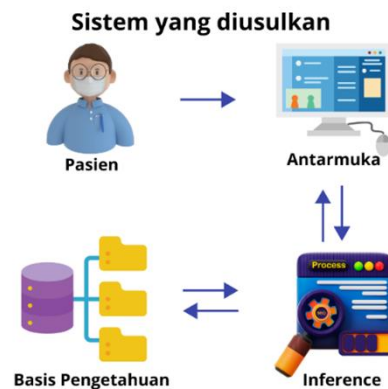 Sistem yang diusulkan
Pasien
Antarmuka
Process
Basis Pengetahuan
Inference